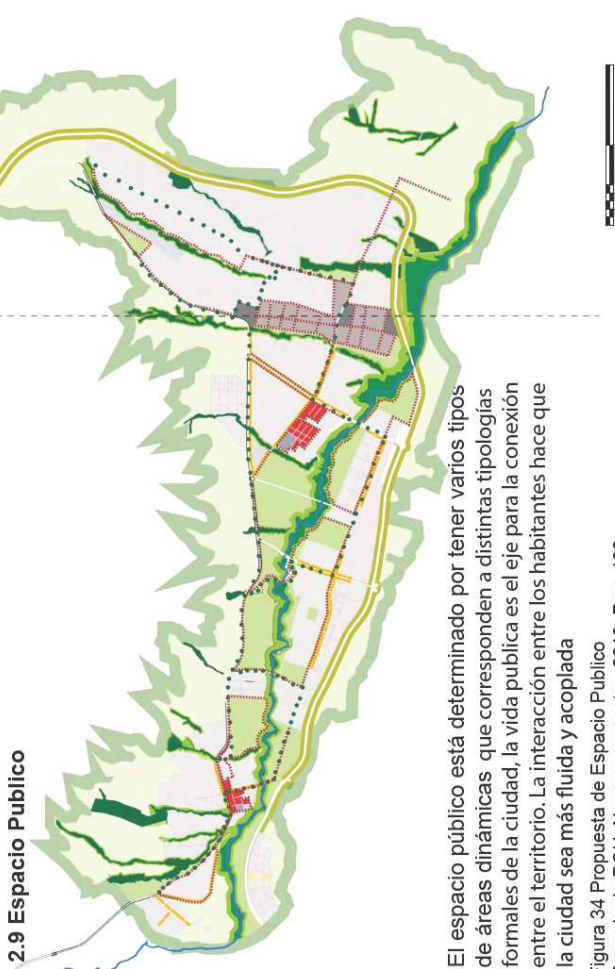 2.9 Espacio Publico
El espacio público está determinado por tener varios tipos
de áreas dinámicas que corresponden a distintas tipologías
formales de la ciudad, la vida publica es el eje para la conexión
entre el territorio. La interacción entre los habitantes hace que
la ciudad sea más fluida y acoplada
Figura 34 Propuesta de Espacio Publico